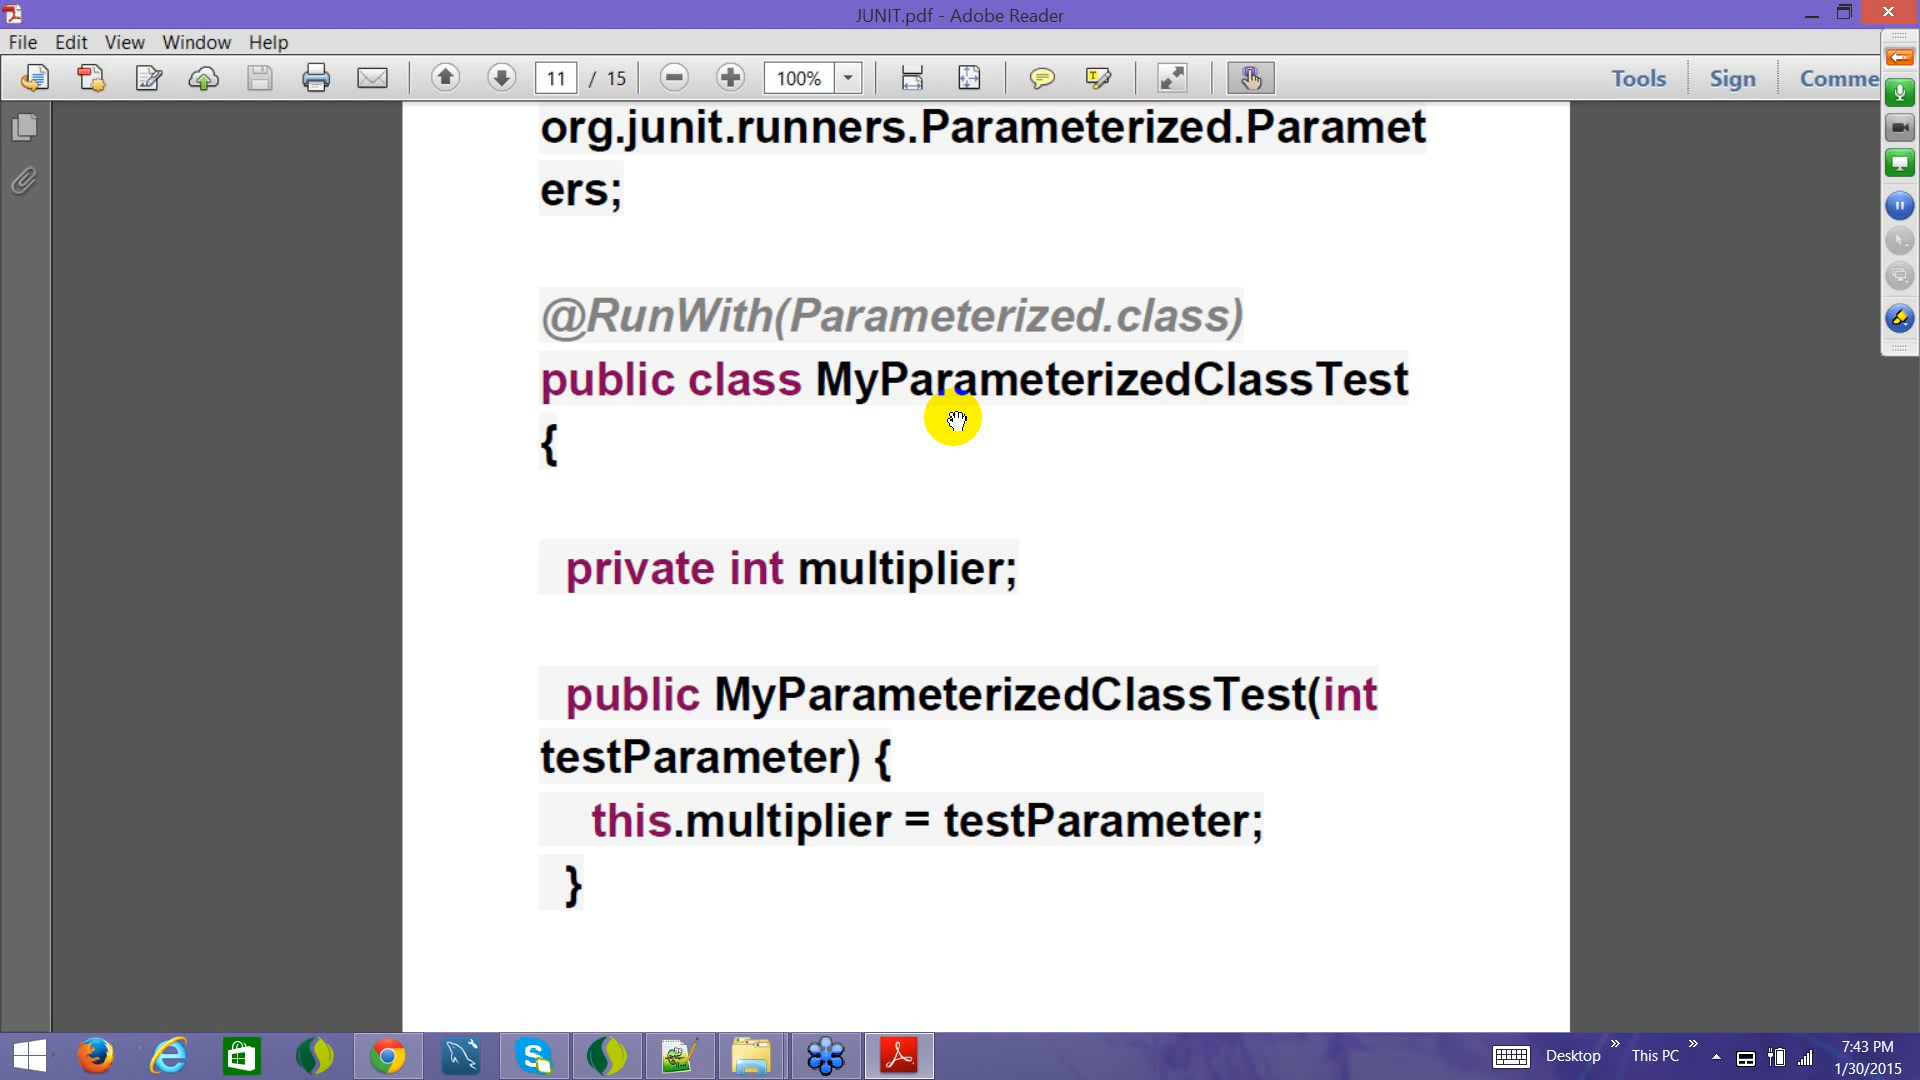 JUNIT.pdf - Adobe Reader
File Edit View Window Help
11 / 15 100% Tools Sign Comme
org.junit.runners.Parameterized.Paramet
ers;
@RunWith(Parameterized.class)
public class MyParameterizedClassTest
{
private int multiplier;
public MyParameterizedClassTest(int
testParameter) {
this.multiplier = testParameter;
}
Desktop » This PC » 7:43 PM
1/30/2015